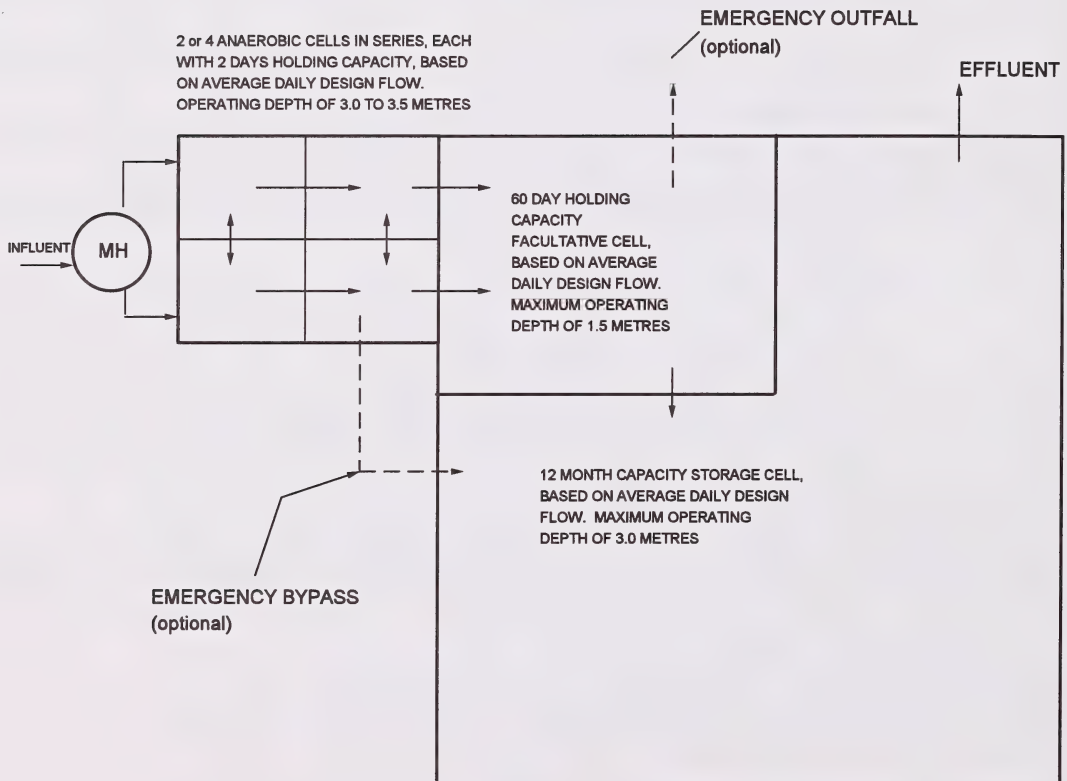 2 or 4 ANAEROBIC CELLS IN SERIES, EACH
WITH 2 DAYS HOLDING CAPACITY, BASED
ON AVERAGE DAILY DESIGN FLOW.
OPERATING DEPTH OF 3.0 TO 3.5 METRES
EMERGENCY OUTFALL
(optional)
EFFLUENT
INFLUENT
MH
60 DAY HOLDING
CAPACITY
FACULTATIVE CELL,
BASED ON AVERAGE
DAILY DESIGN FLOW.
MAXIMUM OPERATING
DEPTH OF 1.5 METRES
12 MONTH CAPACITY STORAGE CELL,
BASED ON AVERAGE DAILY DESIGN
FLOW. MAXIMUM OPERATING
DEPTH OF 3.0 METRES
EMERGENCY BYPASS
(optional)